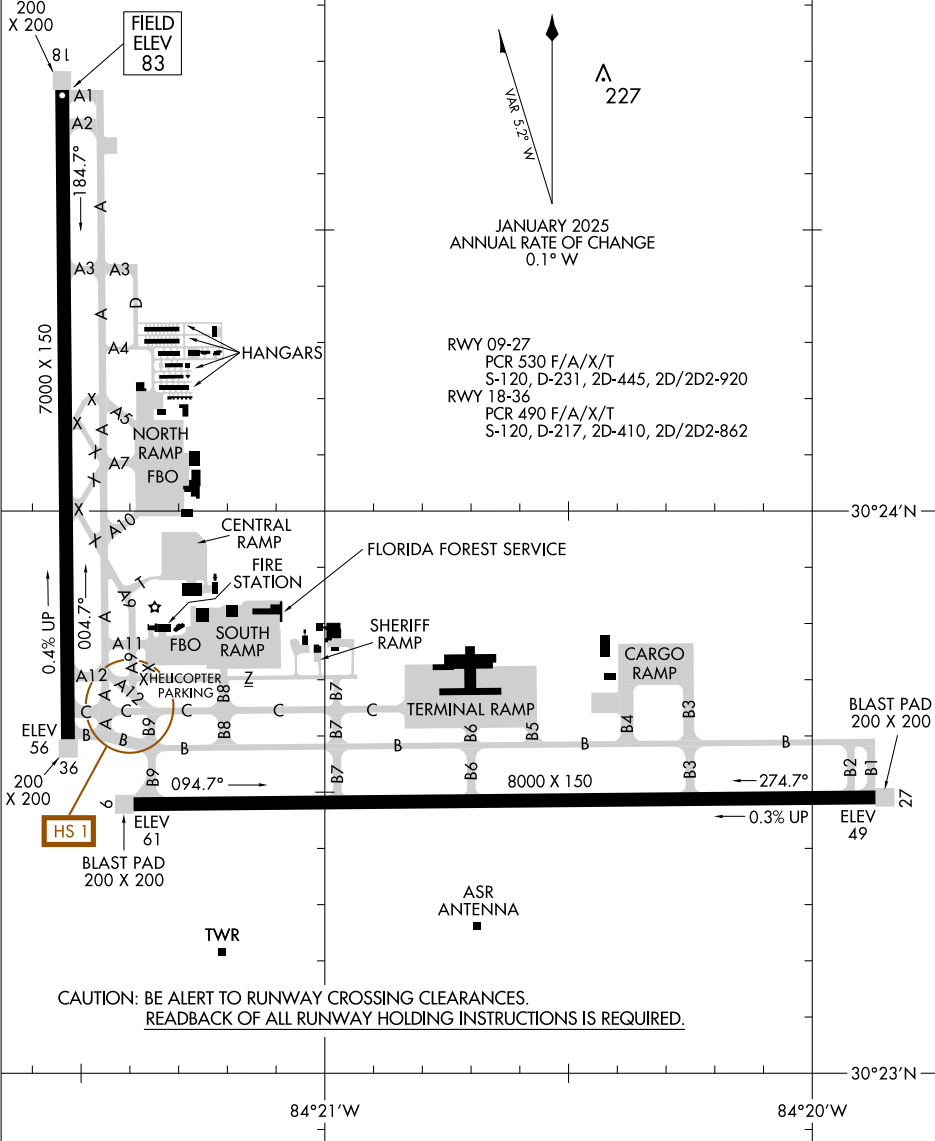 200
X 200
18
FIELD
ELEV
83
227
VAR 5.2° W
JANUARY 2025
ANNUAL RATE OF CHANGE
0.1° W
A1
A2
184.7°
A
A3
A3
D
A
A4
HANGARS
7000 X 150
RWY 09-27
PCR 530 F/A/X/T
S-120, D-231, 2D-445, 2D/2D2-920
RWY 18-36
PCR 490 F/A/X/T
S-120, D-217, 2D-410, 2D/2D2-862
X
A5
X
A
NORTH
RAMP
X
A7
FBO
X
X
A10
X
30°24'N
CENTRAL
RAMP
FIRE
STATION
FLORIDA FOREST SERVICE
T
A9
0.4% UP
004.7°
A
A11
FBO
SOUTH
RAMP
SHERIFF
RAMP
CARGO
RAMP
A12
A9
X
X
A12
HELICOPTER
PARKING
B8
Z
B7
A
TERMINAL RAMP
BLAST PAD
200 X 200
C
C
C
C
C
A
B9
B8
B7
B6
B5
B4
B3
ELEV
56
B
B
B
B
B
B
36
200
X 200
B9
094.7°
B7
B6
8000 X 150
B3
274.7°
B2
B1
9
27
HS 1
ELEV
61
0.3% UP
ELEV
49
BLAST PAD
200 X 200
ASR
ANTENNA
TWR
CAUTION: BE ALERT TO RUNWAY CROSSING CLEARANCES.
READBACK OF ALL RUNWAY HOLDING INSTRUCTIONS IS REQUIRED.
30°23'N
84°21'W
84°20'W